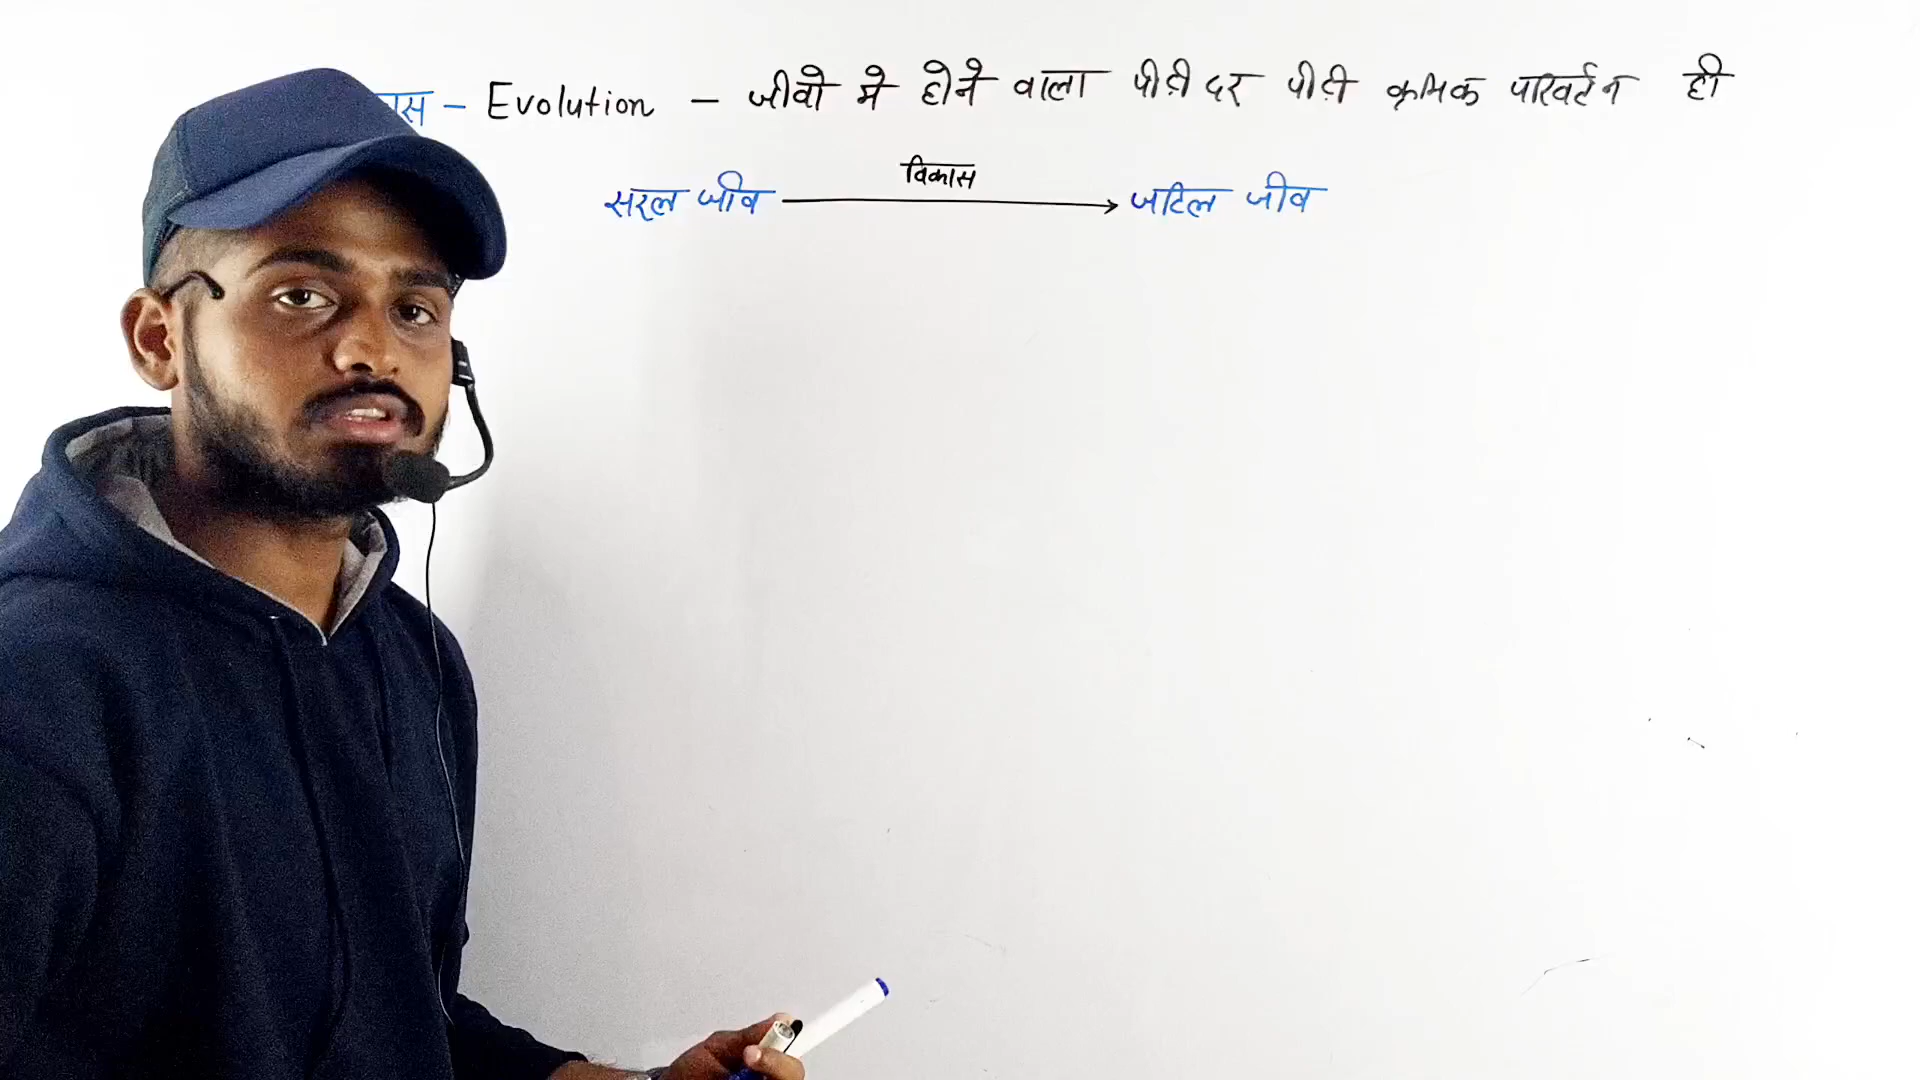 – Evolution – जीवो मे होने वाला पीढ़ी दर पीढ़ी क्रमिक परिवर्तन ही
विकास
सरल जीव → जटिल जीव